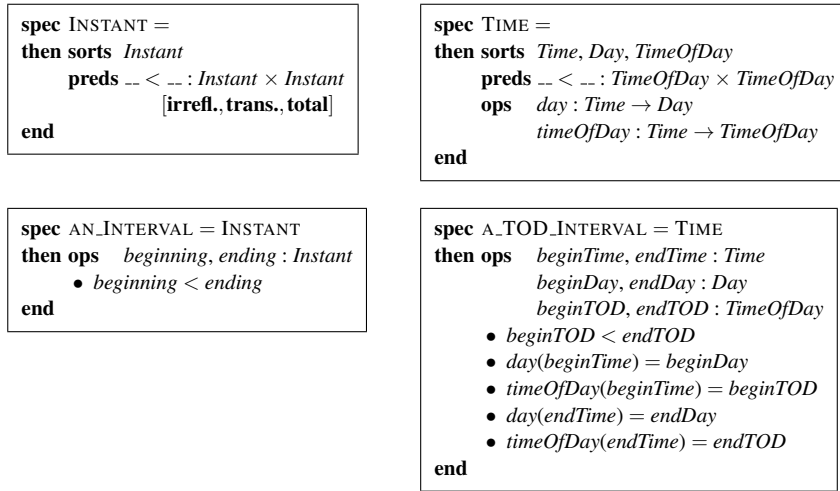 spec INSTANT =
then sorts Instant
preds __ < __ : Instant × Instant
[irrefl., trans., total]
end
spec TIME =
then sorts Time, Day, TimeOfDay
preds __ < __ : TimeOfDay × TimeOfDay
ops day : Time → Day
timeOfDay : Time → TimeOfDay
end
spec AN_INTERVAL = INSTANT
then ops beginning, ending : Instant
• beginning < ending
end
spec A_TOD_INTERVAL = TIME
then ops beginTime, endTime : Time
beginDay, endDay : Day
beginTOD, endTOD : TimeOfDay
• beginTOD < endTOD
• day(beginTime) = beginDay
• timeOfDay(beginTime) = beginTOD
• day(endTime) = endDay
• timeOfDay(endTime) = endTOD
end